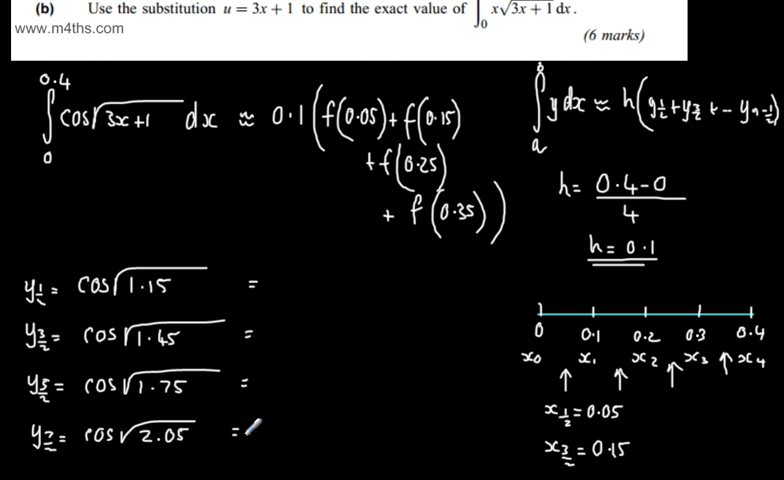 (b) Use the substitution u = 3x + 1 to find the exact value of ∫₀ x√(3x + 1) dx.
www.m4ths.com
(6 marks)
∫₀^0.4 cos√(3x+1) dx ≈ 0.1(f(0.05)+f(0.15)
+f(0.25)
+ f(0.35))
∫ₐᵇ y dx ≈ h(y½+y3/2+-yn-½)
h= 0.4-0
4
h= 0.1
y½= cos√1.15 =
y3/2= cos√1.45 =
y5/2= cos√1.75 =
y7/2= cos√2.05 =
0 0.1 0.2 0.3 0.4
x0 x1 x2 x3 x4
x½=0.05
x3/2=0.15